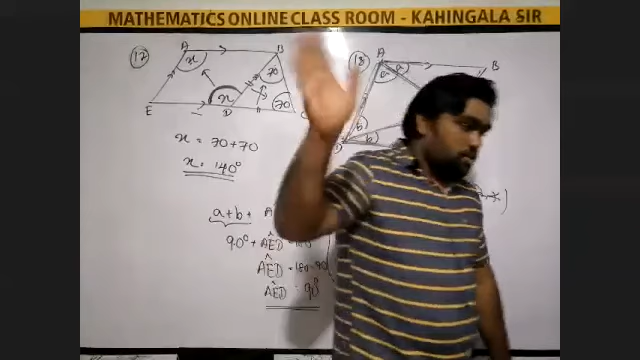 MATHEMATICS ONLINE CLASS ROOM - KAHINGALA SIR
17
A
B
x
70
E
x
D
70
x = 70+70
x = 140°
18
A
B
a
a
b
b
D
a+b+
90° + AÊD
AÊD = 180-90
AÊD = 90°